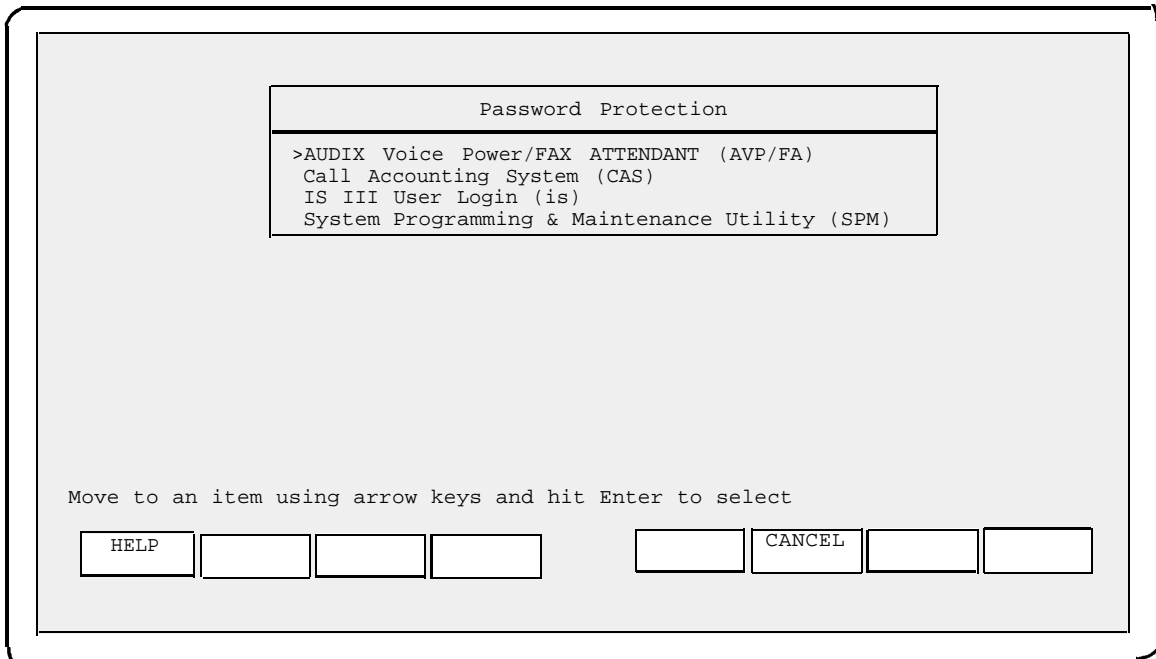 Password Protection
>AUDIX Voice Power/FAX ATTENDANT (AVP/FA)
Call Accounting System (CAS)
IS III User Login (is)
System Programming & Maintenance Utility (SPM)
Move to an item using arrow keys and hit Enter to select
HELP
CANCEL